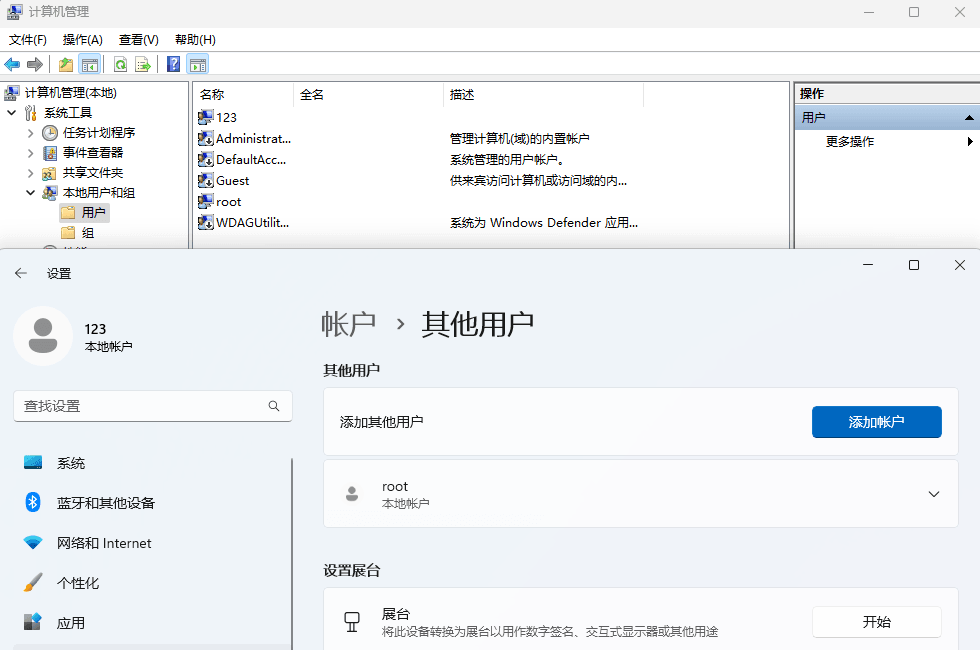 计算机管理
文件(F) 操作(A) 查看(V) 帮助(H)
计算机管理(本地)
系统工具
任务计划程序
事件查看器
共享文件夹
本地用户和组
用户
组
名称 全名 描述
123
Administrat... 管理计算机(域)的内置帐户
DefaultAcc... 系统管理的用户帐户。
Guest 供来宾访问计算机或访问域的内...
root
WDAGUtilit... 系统为 Windows Defender 应用...
操作
用户
更多操作
设置
123
本地帐户
查找设置
系统
蓝牙和其他设备
网络和 Internet
个性化
应用
帐户 › 其他用户
其他用户
添加其他用户 添加帐户
root
本地帐户
设置展台
展台
将此设备转换为展台以用作数字签名、交互式显示器或其他用途
开始